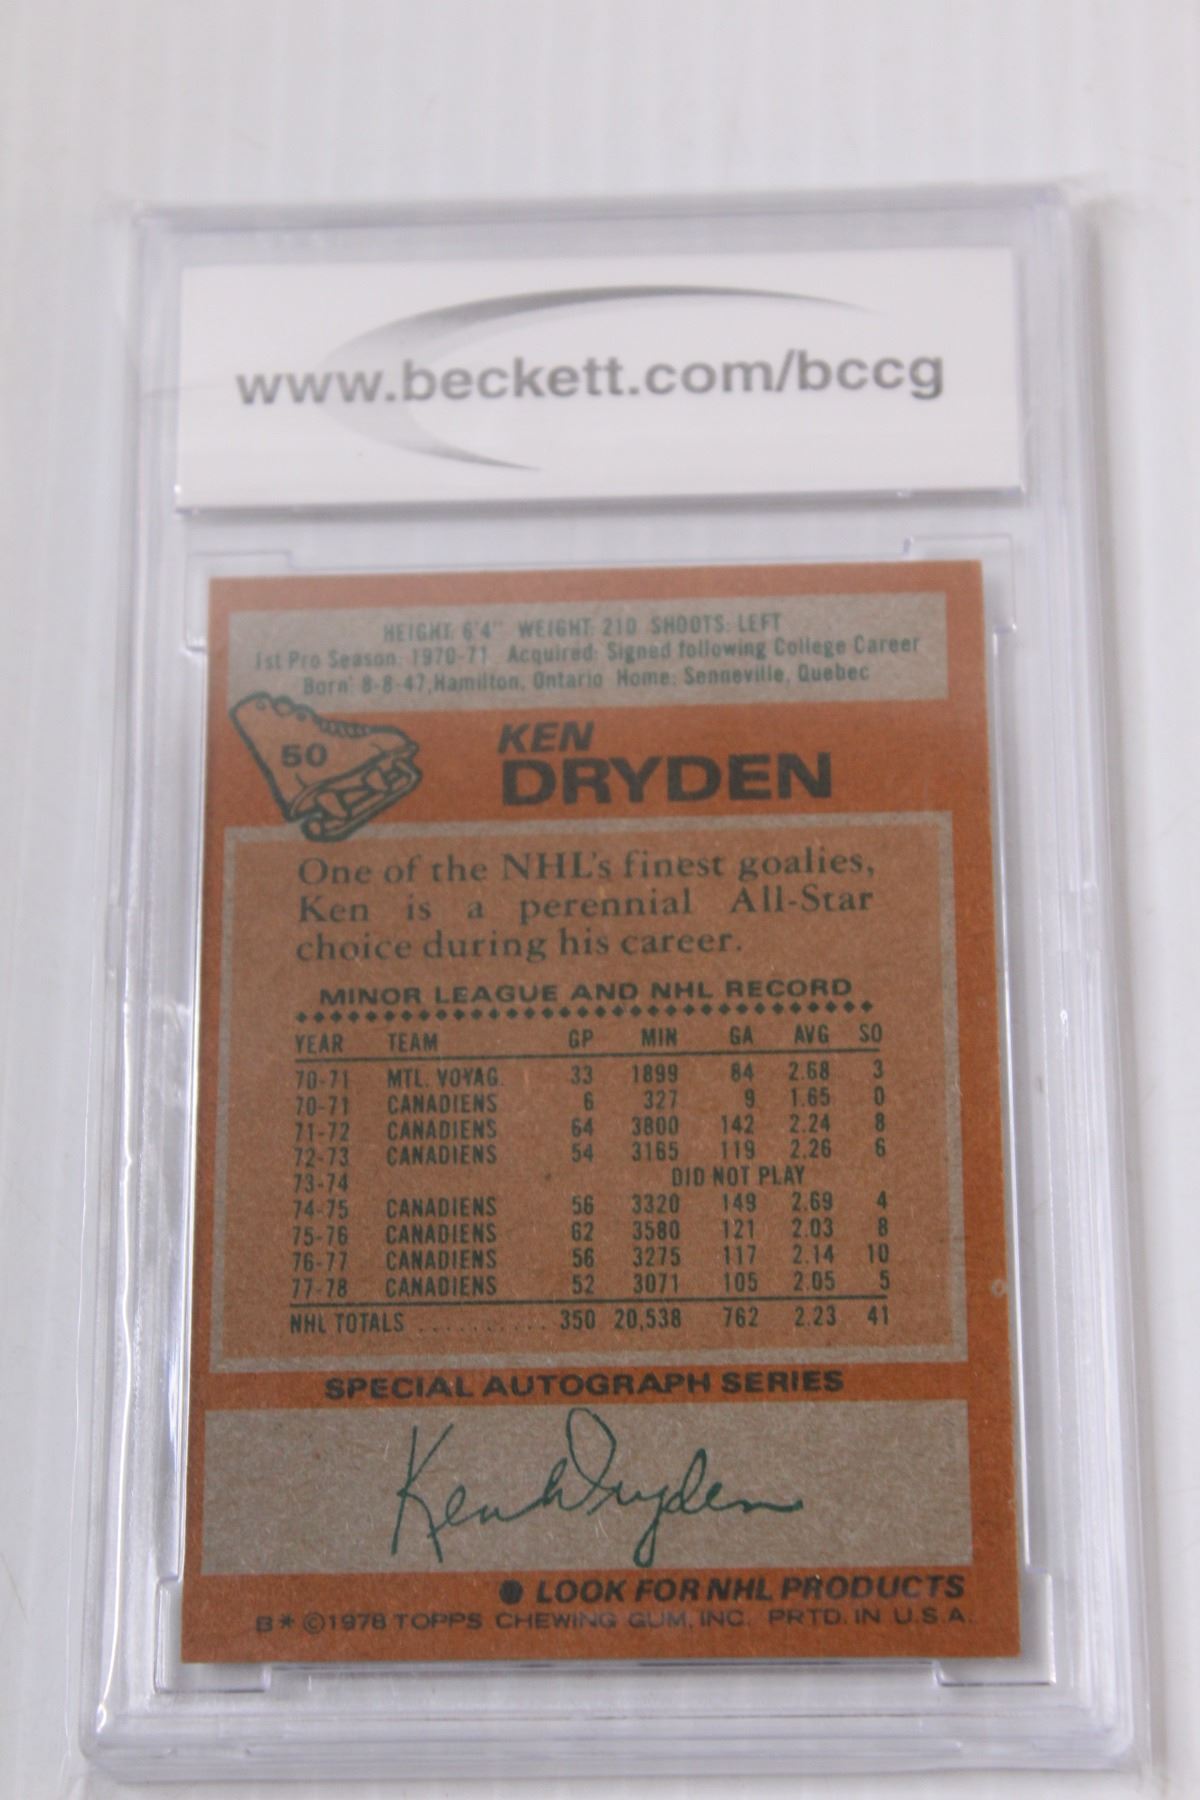 www.beckett.com/bccg
HEIGHT: 6'4" WEIGHT: 210 SHOOTS: LEFT
1st Pro Season: 1970-71 Acquired: Signed following College Career
Born: 8-8-47, Hamilton, Ontario Home: Senneville, Quebec
50
KEN
DRYDEN
One of the NHL's finest goalies,
Ken is a perennial All-Star
choice during his career.
MINOR LEAGUE AND NHL RECORD
YEAR TEAM GP MIN GA AVG SO
70-71 MTL. VOYAG. 33 1899 84 2.68 3
70-71 CANADIENS 6 327 9 1.65 0
71-72 CANADIENS 64 3800 142 2.24 8
72-73 CANADIENS 54 3165 119 2.26 6
73-74 DID NOT PLAY
74-75 CANADIENS 56 3320 149 2.69 4
75-76 CANADIENS 62 3580 121 2.03 8
76-77 CANADIENS 56 3275 117 2.14 10
77-78 CANADIENS 52 3071 105 2.05 5
NHL TOTALS ........... 350 20,538 762 2.23 41
SPECIAL AUTOGRAPH SERIES
Ken Dryden
LOOK FOR NHL PRODUCTS
B* ©1978 TOPPS CHEWING GUM, INC. PRTD. IN U.S.A.